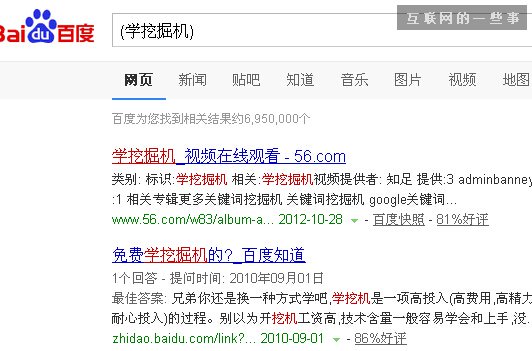 互联网的一些事
Bai du 百度
(学挖掘机)
网页 新闻 贴吧 知道 音乐 图片 视频 地图
百度为您找到相关结果约6,950,000个
学挖掘机_视频在线观看 - 56.com
类别: 标识:学挖掘机 相关:学挖掘机视频提供者: 知足 提供:3 adminbanney
:1 相关专辑更多关键词挖掘机 关键词挖掘机 google关键词...
www.56.com/w83/album-a... 2012-10-28 - 百度快照 - 81%好评
免费学挖掘机的?_百度知道
1个回答 - 提问时间: 2010年09月01日
最佳答案: 兄弟你还是换一种方式学吧,学挖机是一项高投入(高费用,高精力
耐心投入)的过程。别以为开挖机工资高,技术含量一般容易学会和上手,没.
zhidao.baidu.com/link?... 2010-09-01 - 86%好评